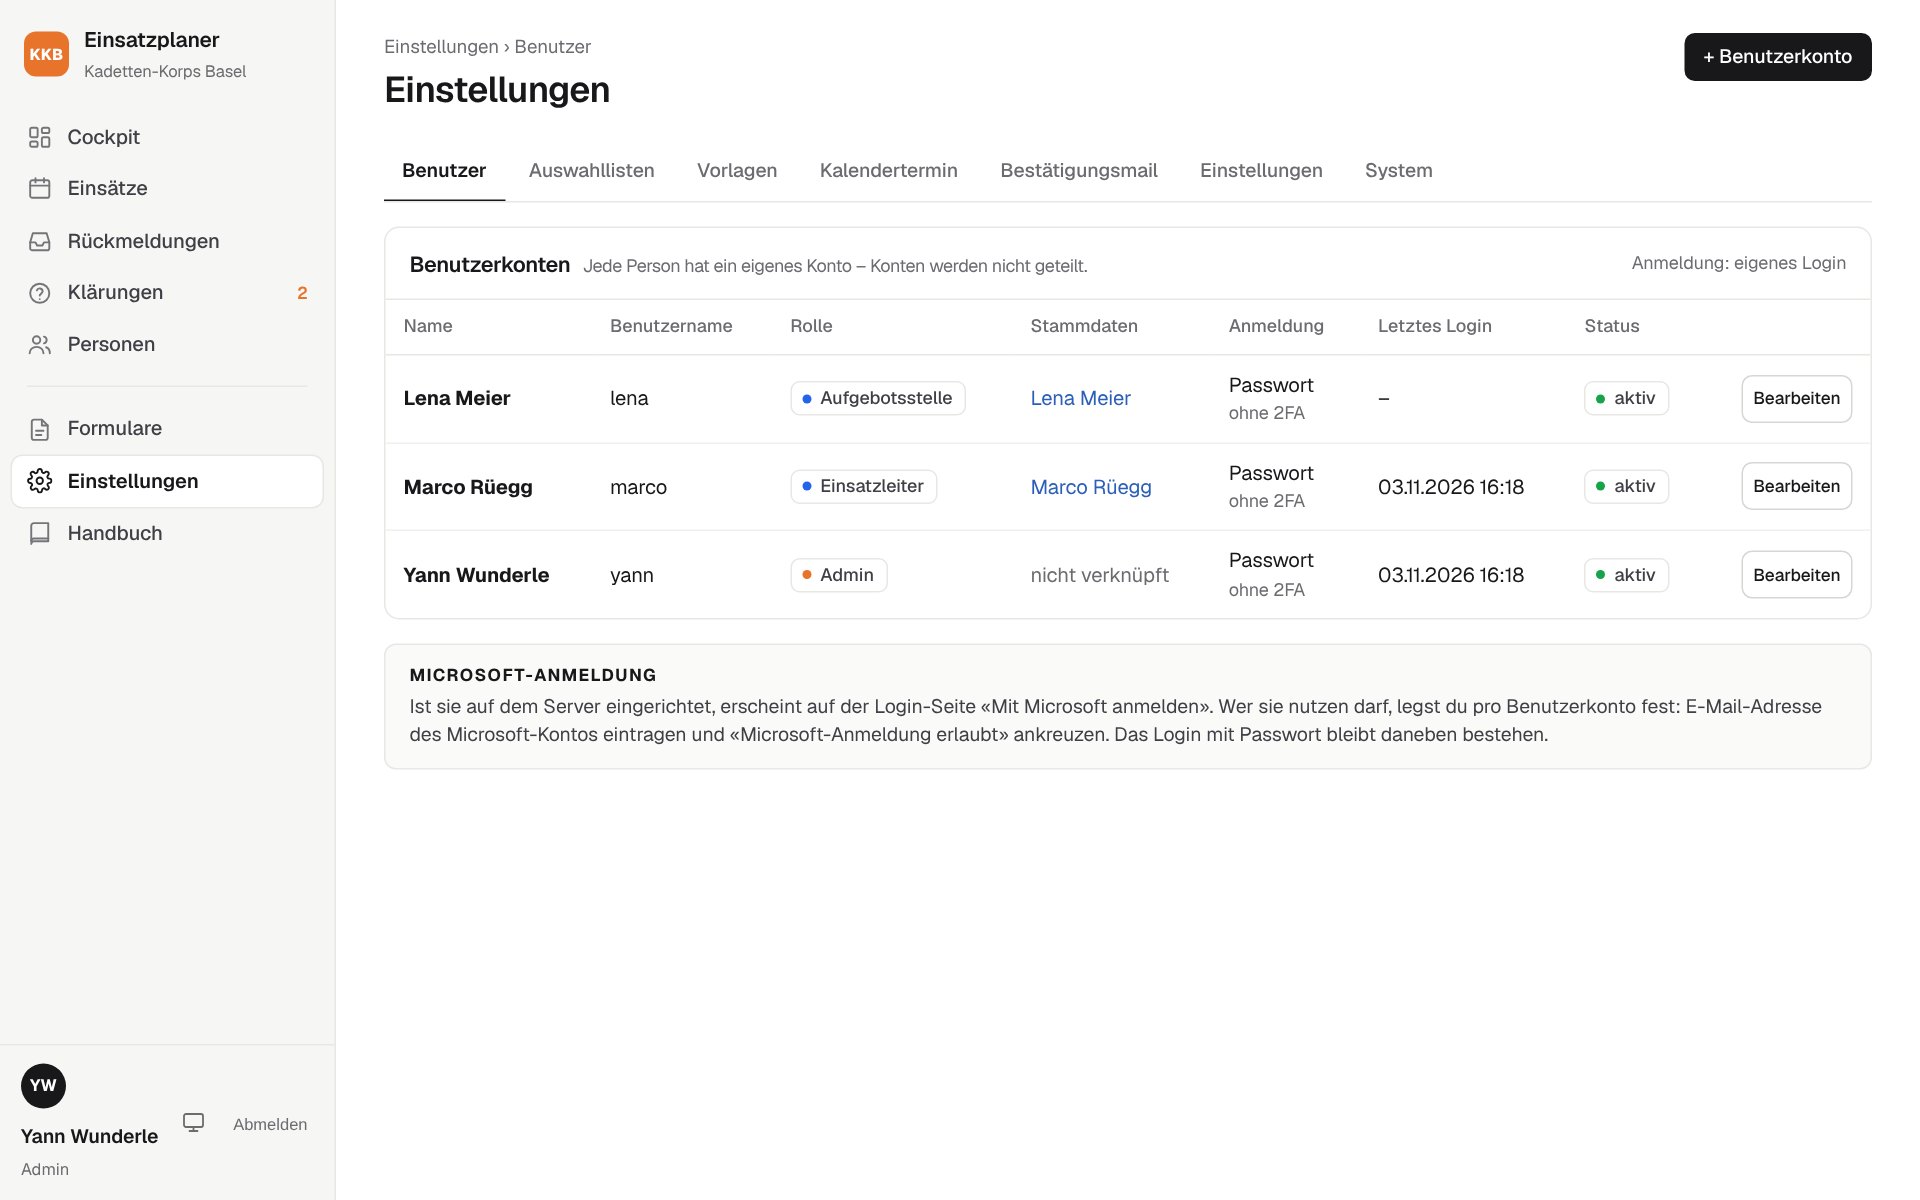 KKB
Einsatzplaner
Kadetten-Korps Basel
Cockpit
Einsätze
Rückmeldungen
Klärungen 2
Personen
Formulare
Einstellungen
Handbuch
YW
Yann Wunderle
Admin
Abmelden
Einstellungen › Benutzer
Einstellungen
+ Benutzerkonto
Benutzer Auswahllisten Vorlagen Kalendertermin Bestätigungsmail Einstellungen System
Benutzerkonten Jede Person hat ein eigenes Konto – Konten werden nicht geteilt. Anmeldung: eigenes Login
Name Benutzername Rolle Stammdaten Anmeldung Letztes Login Status
Lena Meier lena Aufgebotsstelle Lena Meier Passwort – aktiv Bearbeiten
ohne 2FA
Marco Rüegg marco Einsatzleiter Marco Rüegg Passwort 03.11.2026 16:18 aktiv Bearbeiten
ohne 2FA
Yann Wunderle yann Admin nicht verknüpft Passwort 03.11.2026 16:18 aktiv Bearbeiten
ohne 2FA
MICROSOFT-ANMELDUNG
Ist sie auf dem Server eingerichtet, erscheint auf der Login-Seite «Mit Microsoft anmelden». Wer sie nutzen darf, legst du pro Benutzerkonto fest: E-Mail-Adresse
des Microsoft-Kontos eintragen und «Microsoft-Anmeldung erlaubt» ankreuzen. Das Login mit Passwort bleibt daneben bestehen.